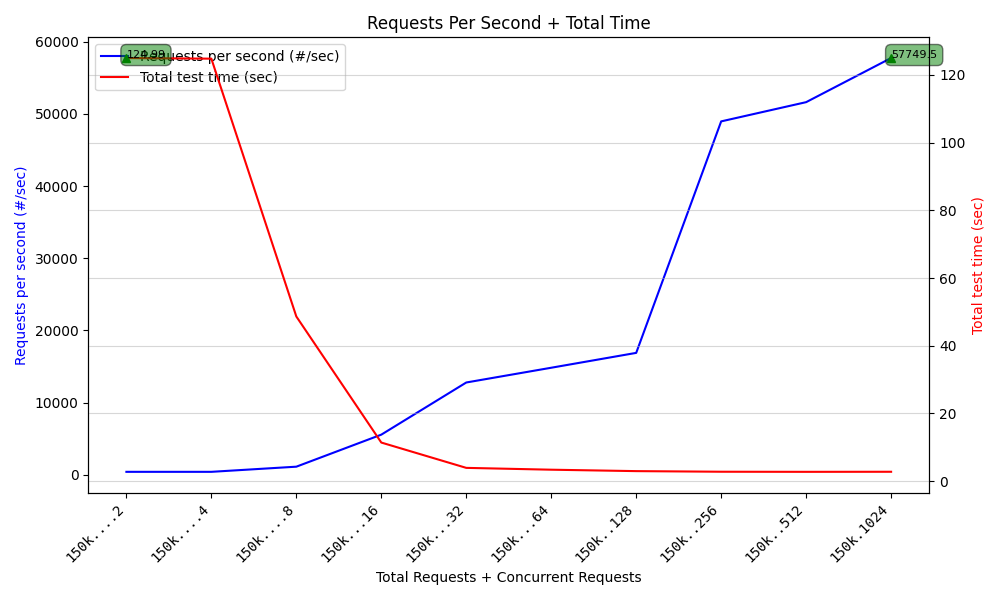 Requests Per Second + Total Time
Requests per second (#/sec)
Total test time (sec)
124.99
57749.5
60000
50000
40000
30000
20000
10000
0
Requests per second (#/sec)
120
100
80
60
40
20
0
Total test time (sec)
150k....2
150k....4
150k....8
150k...16
150k...32
150k...64
150k..128
150k..256
150k..512
150k.1024
Total Requests + Concurrent Requests